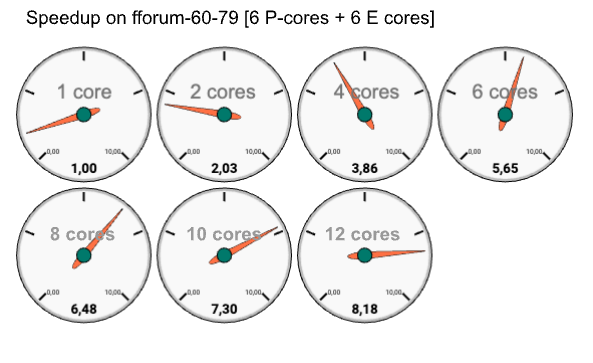 Speedup on fforum-60-79 [6 P-cores + 6 E cores]
1 core
0,00 10,00
1,00
2 cores
0,00 10,00
2,03
4 cores
0,00 10,00
3,86
6 cores
0,00 10,00
5,65
8 cores
0,00 10,00
6,48
10 cores
0,00 10,00
7,30
12 cores
0,00 10,00
8,18